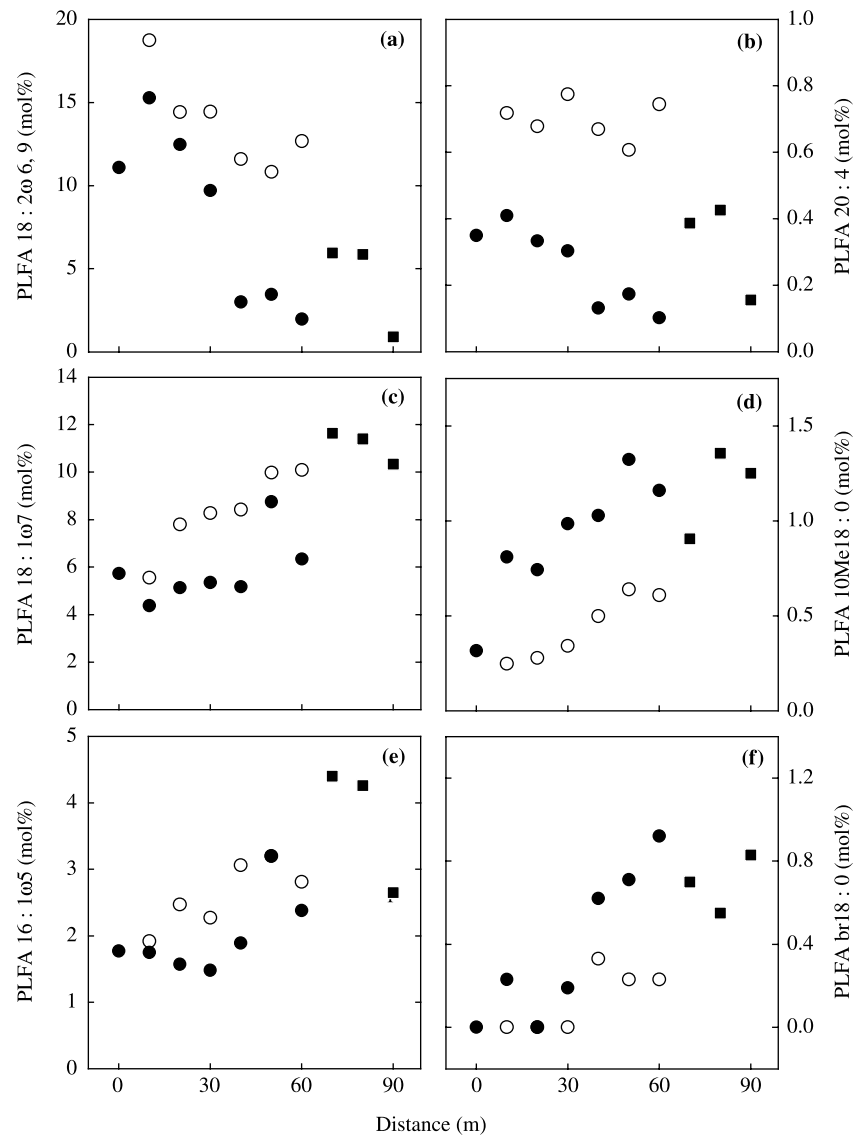 20
15
10
5
0
PLFA 18 : 2ω 6, 9 (mol%)
(a)
(b)
1.0
0.8
0.6
0.4
0.2
0.0
PLFA 20 : 4 (mol%)
14
12
10
8
6
4
2
0
PLFA 18 : 1ω7 (mol%)
(c)
(d)
1.5
1.0
0.5
0.0
PLFA 10Me18 : 0 (mol%)
5
4
3
2
1
0
PLFA 16 : 1ω5 (mol%)
(e)
(f)
1.2
0.8
0.4
0.0
PLFA br18 : 0 (mol%)
0 30 60 90
0 30 60 90
Distance (m)